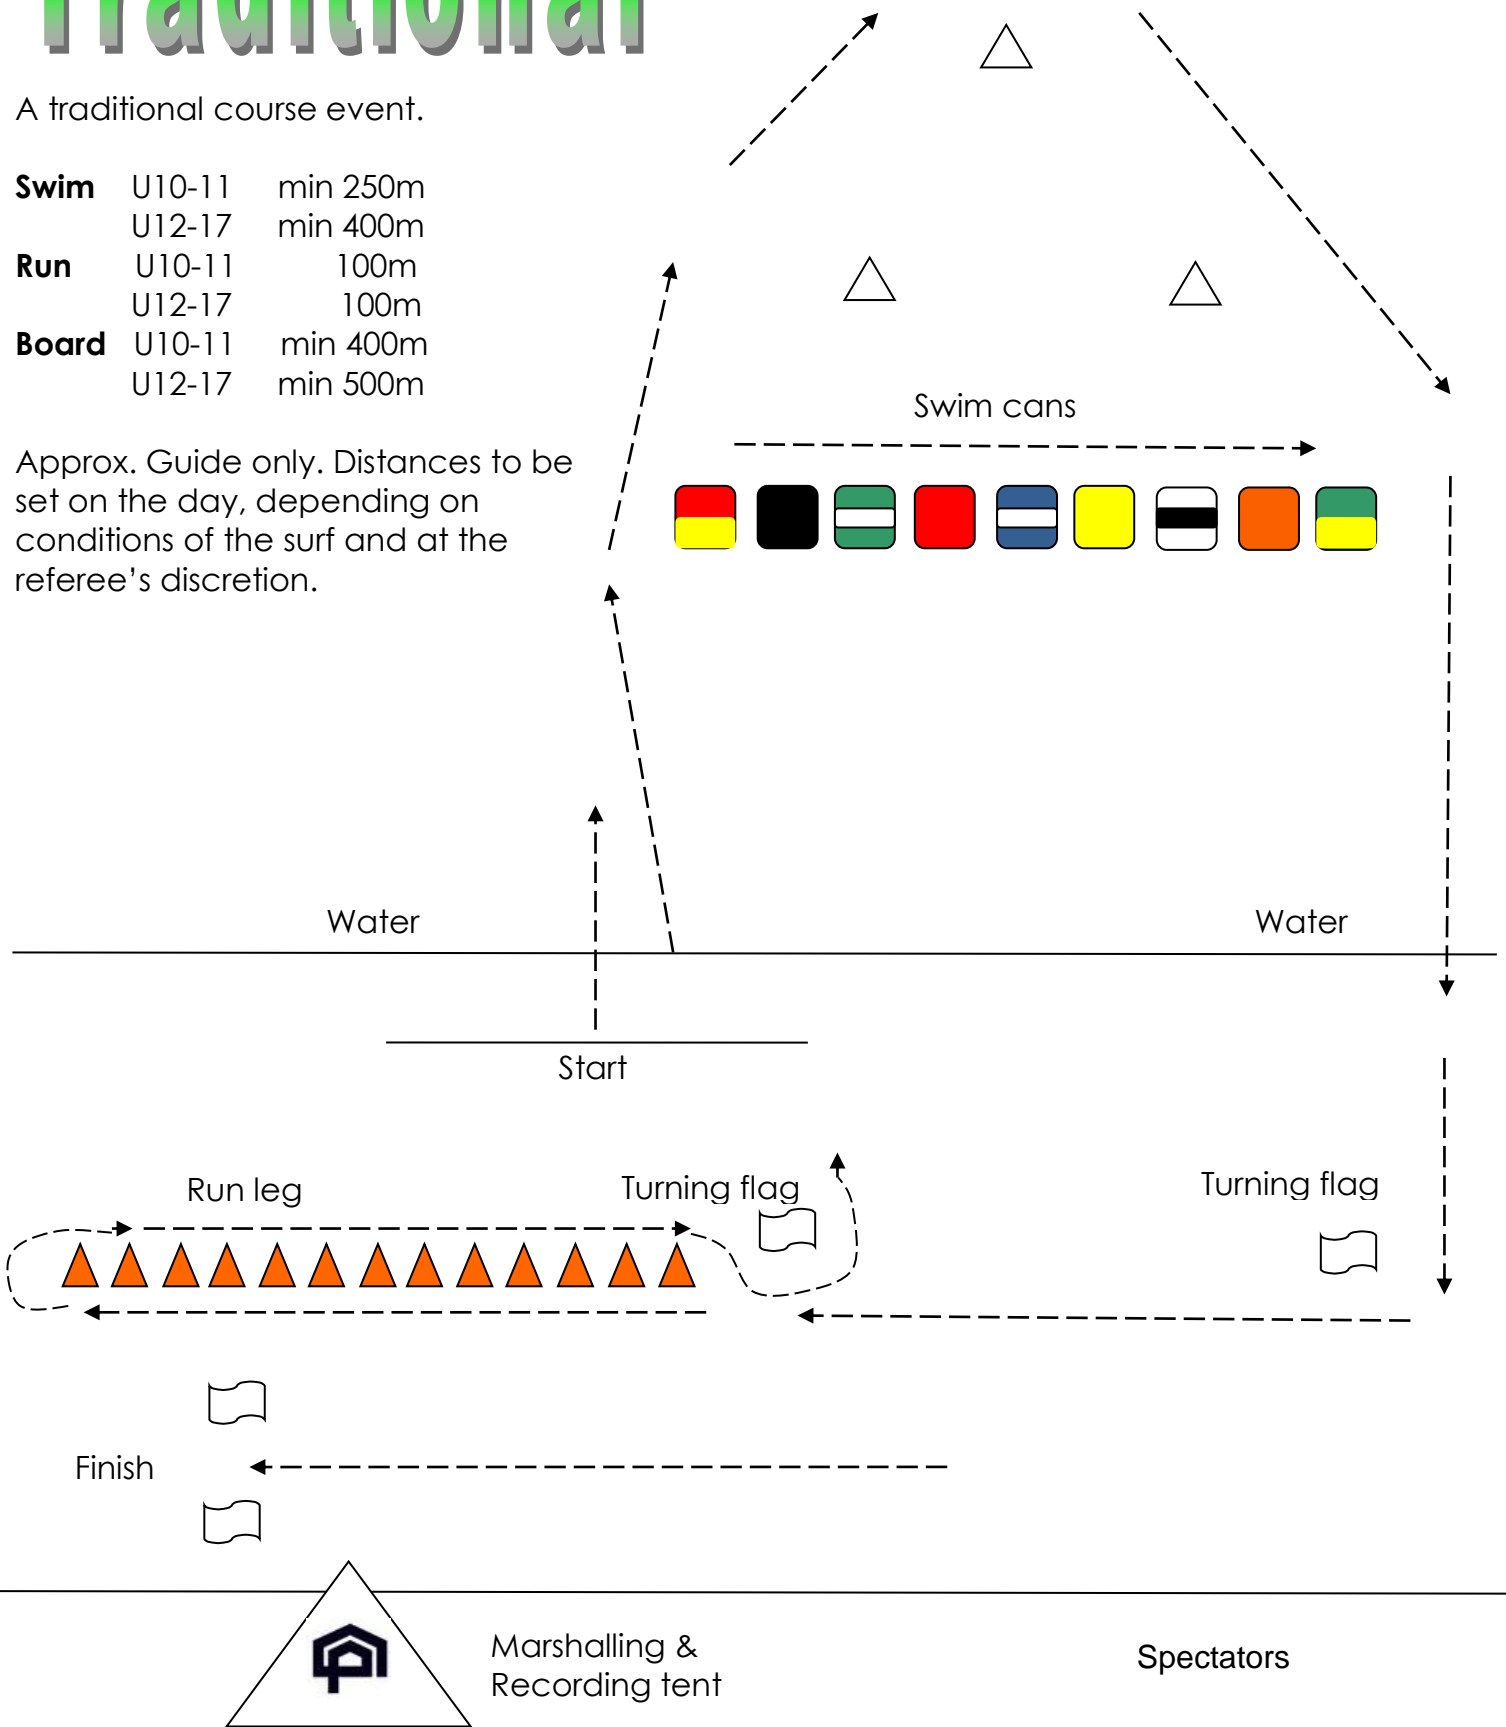 Traditional
A traditional course event.
Swim U10-11 min 250m
U12-17 min 400m
Run U10-11 100m
U12-17 100m
Board U10-11 min 400m
U12-17 min 500m
Approx. Guide only. Distances to be
set on the day, depending on
conditions of the surf and at the
referee’s discretion.
Swim cans
Water Water
Start
Run leg Turning flag Turning flag
Finish
Marshalling &
Recording tent
Spectators